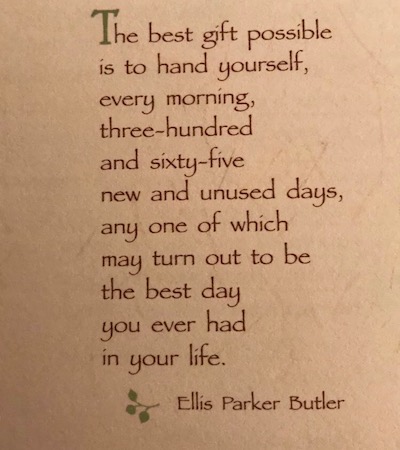 The best gift possible
is to hand yourself,
every morning,
three-hundred
and sixty-five
new and unused days,
any one of which
may turn out to be
the best day
you ever had
in your life.
Ellis Parker Butler